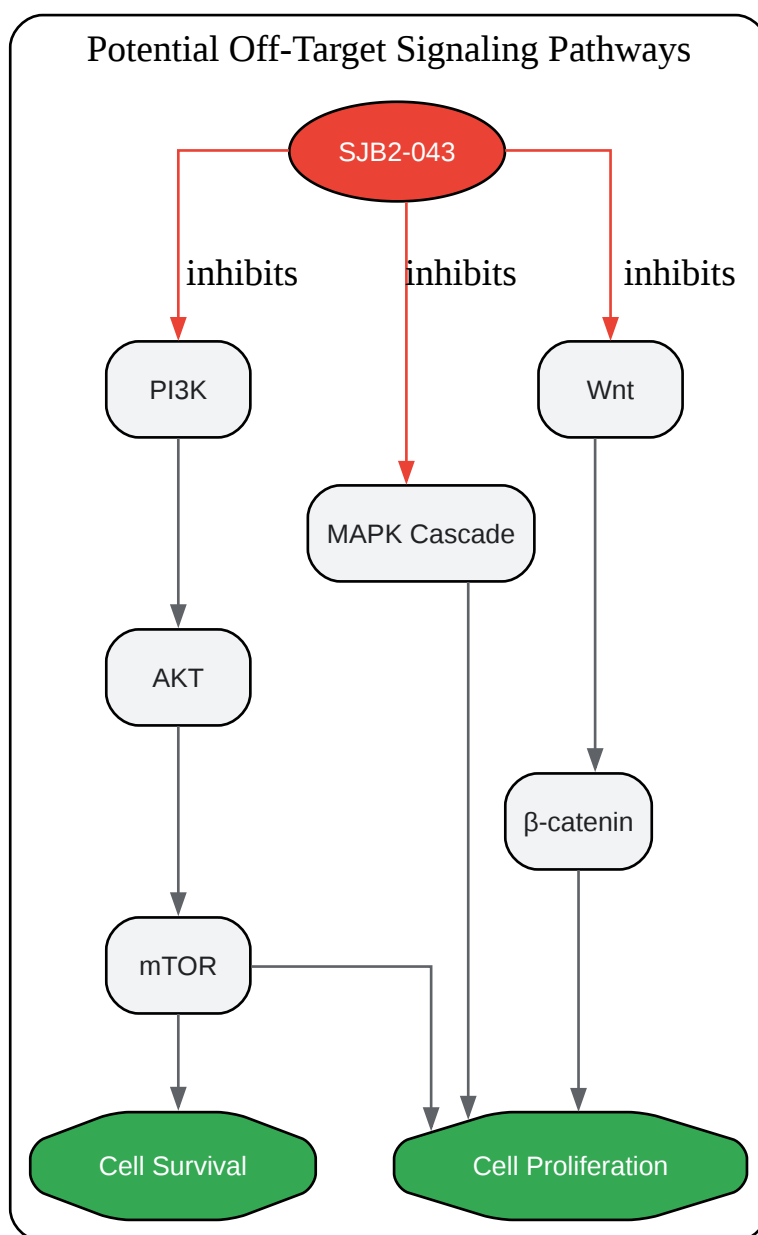 Potential Off-Target Signaling Pathways
SJB2-043
inhibits
inhibits
inhibits
PI3K
Wnt
MAPK Cascade
AKT
β-catenin
mTOR
Cell Survival
Cell Proliferation